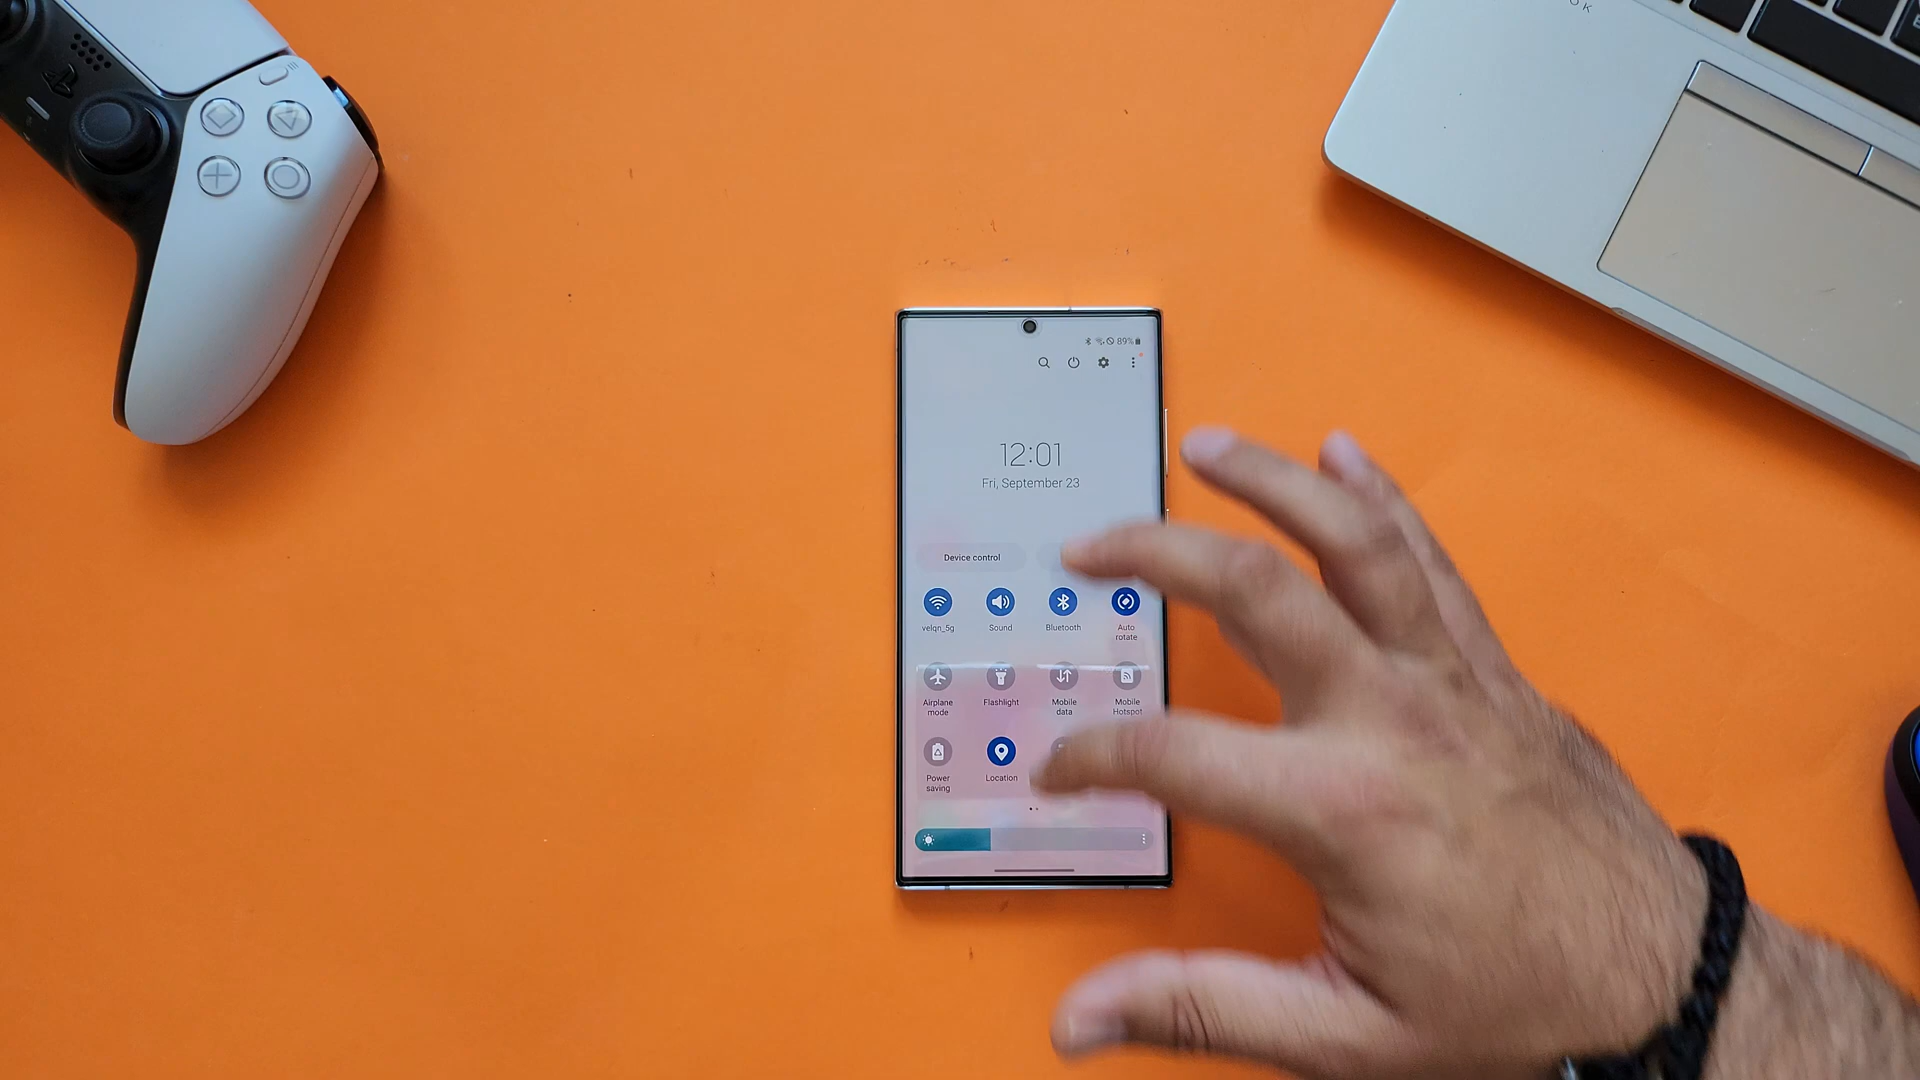 OK
89%
12:01
Fri, September 23
Device control
velqn_5g
Sound
Bluetooth
Auto
rotate
Airplane
mode
Flashlight
Mobile
data
Mobile
Hotspot
Power
saving
Location